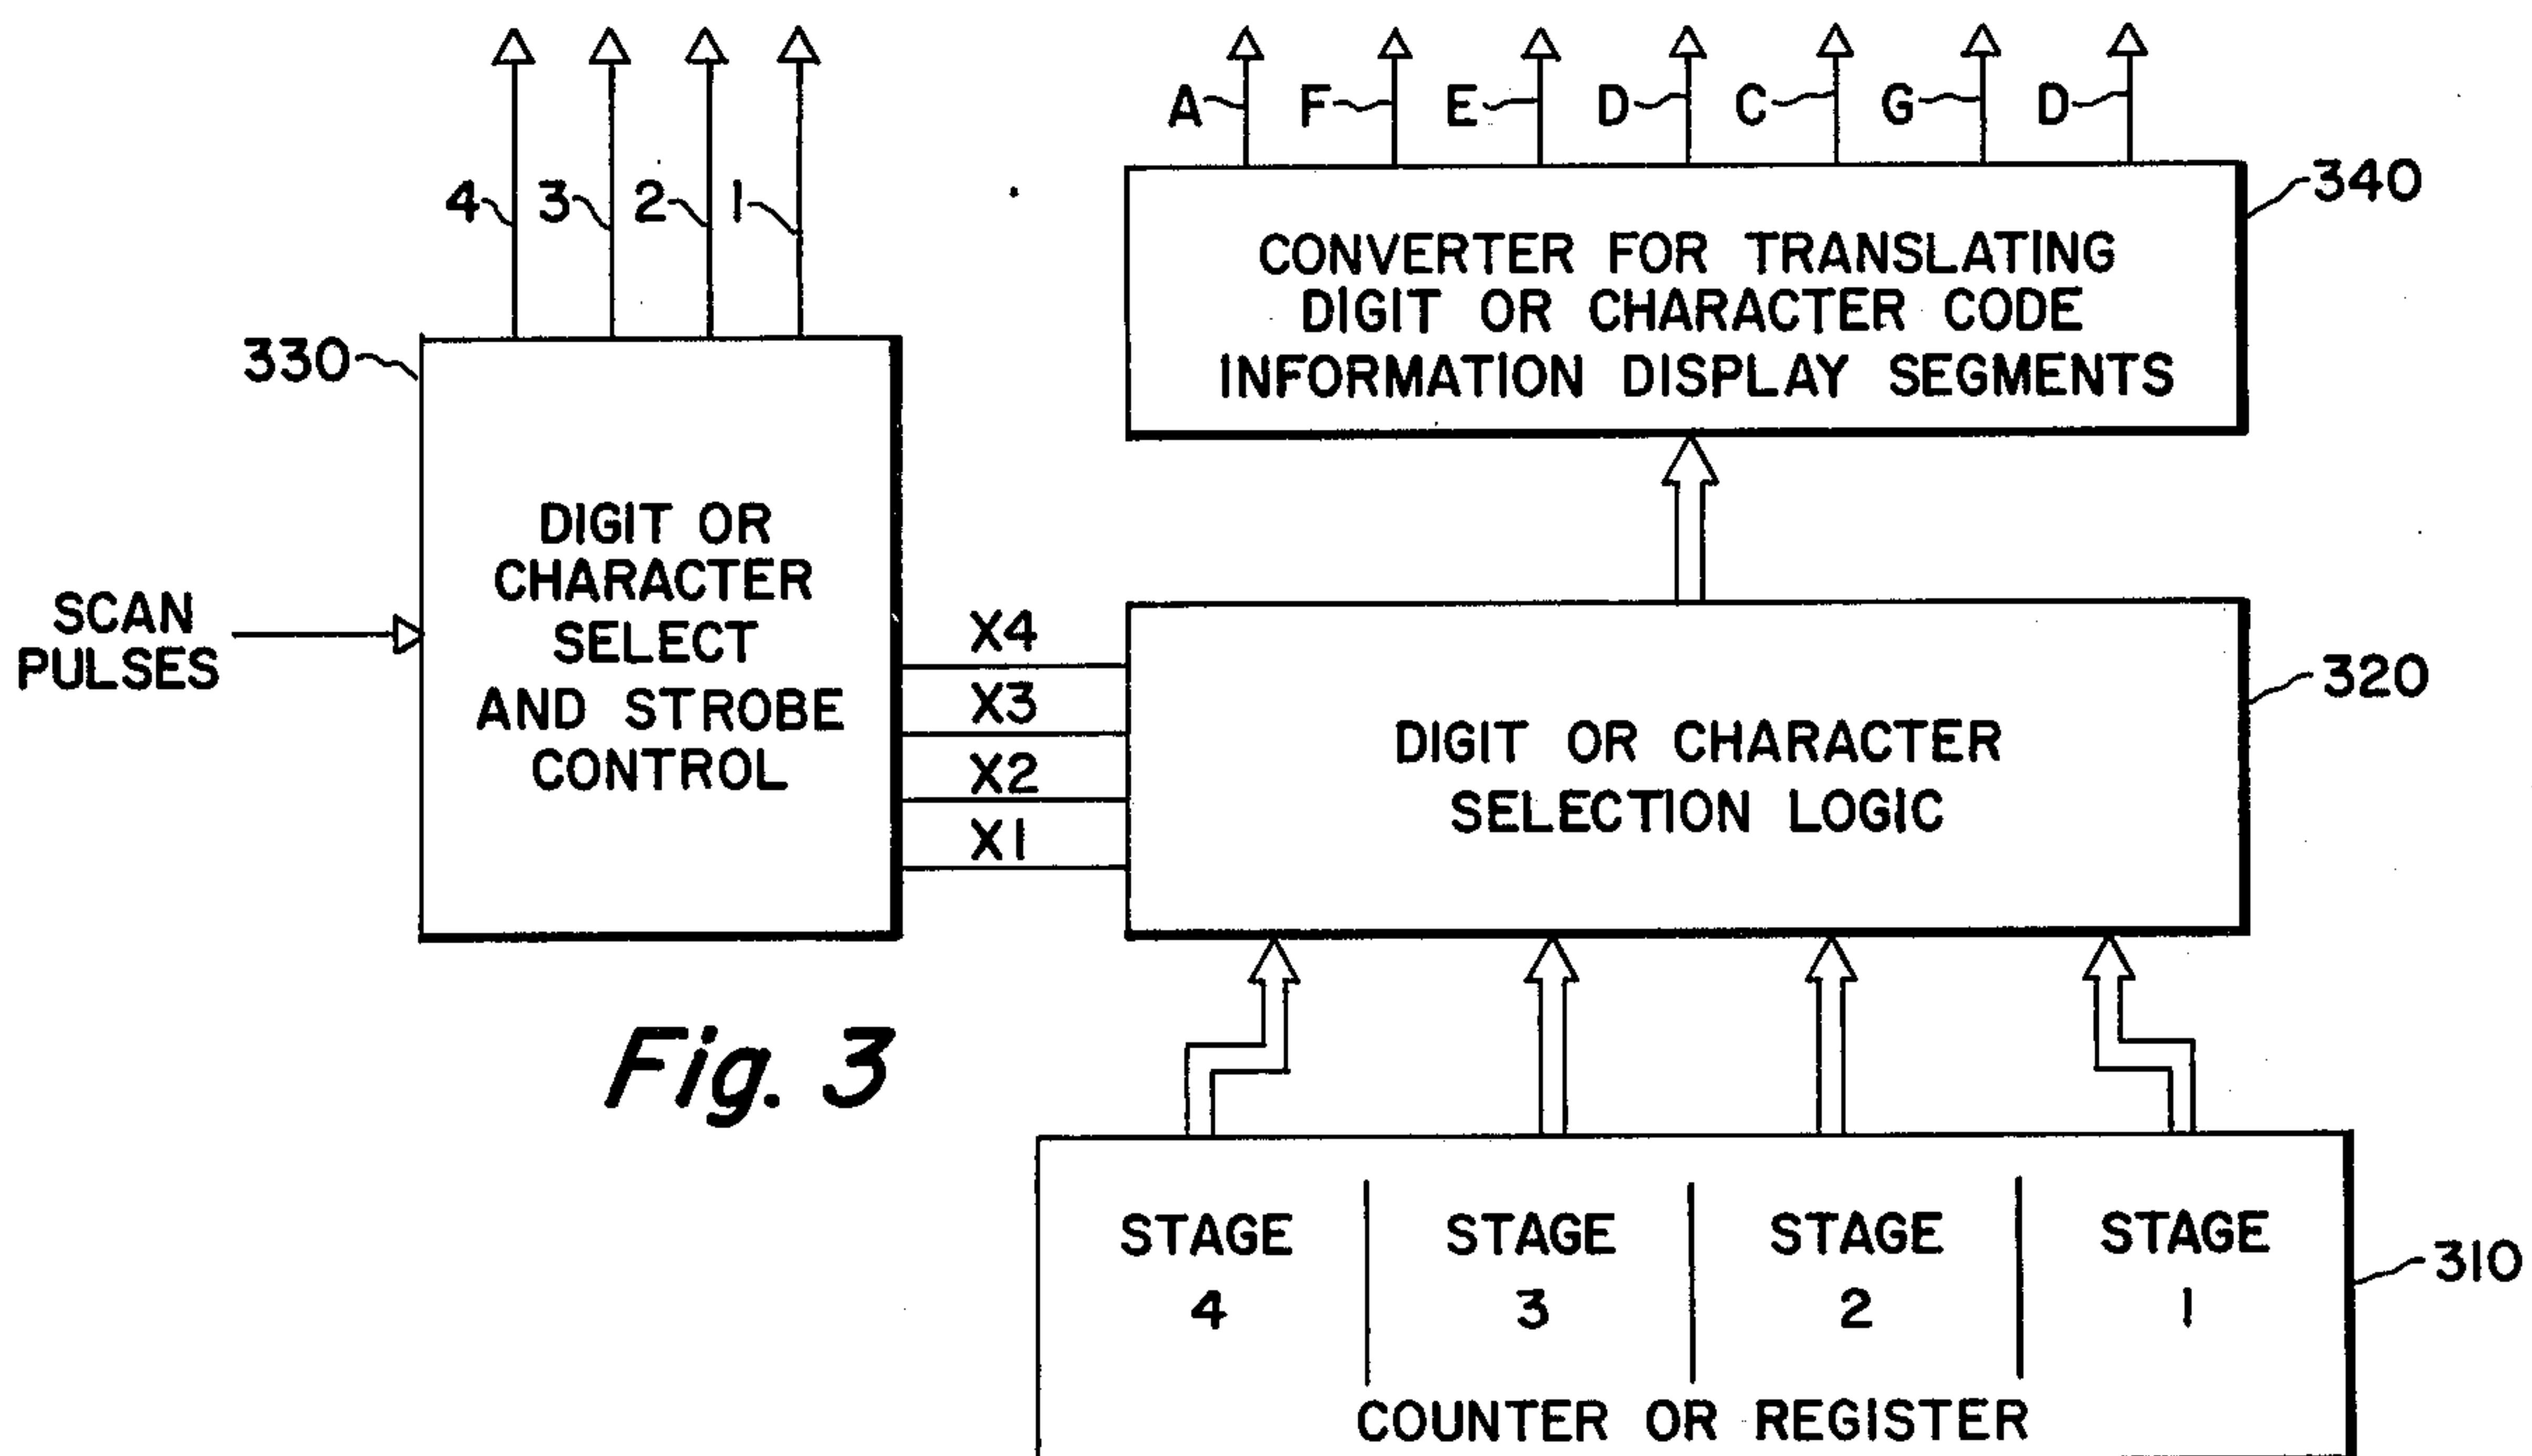 4 3 2 1
A F E D C G D
330
340
CONVERTER FOR TRANSLATING
DIGIT OR CHARACTER CODE
INFORMATION DISPLAY SEGMENTS
SCAN
PULSES
DIGIT OR
CHARACTER
SELECT
AND STROBE
CONTROL
X4
X3
X2
X1
320
DIGIT OR CHARACTER
SELECTION LOGIC
Fig. 3
310
STAGE STAGE STAGE STAGE
4 3 2 1
COUNTER OR REGISTER